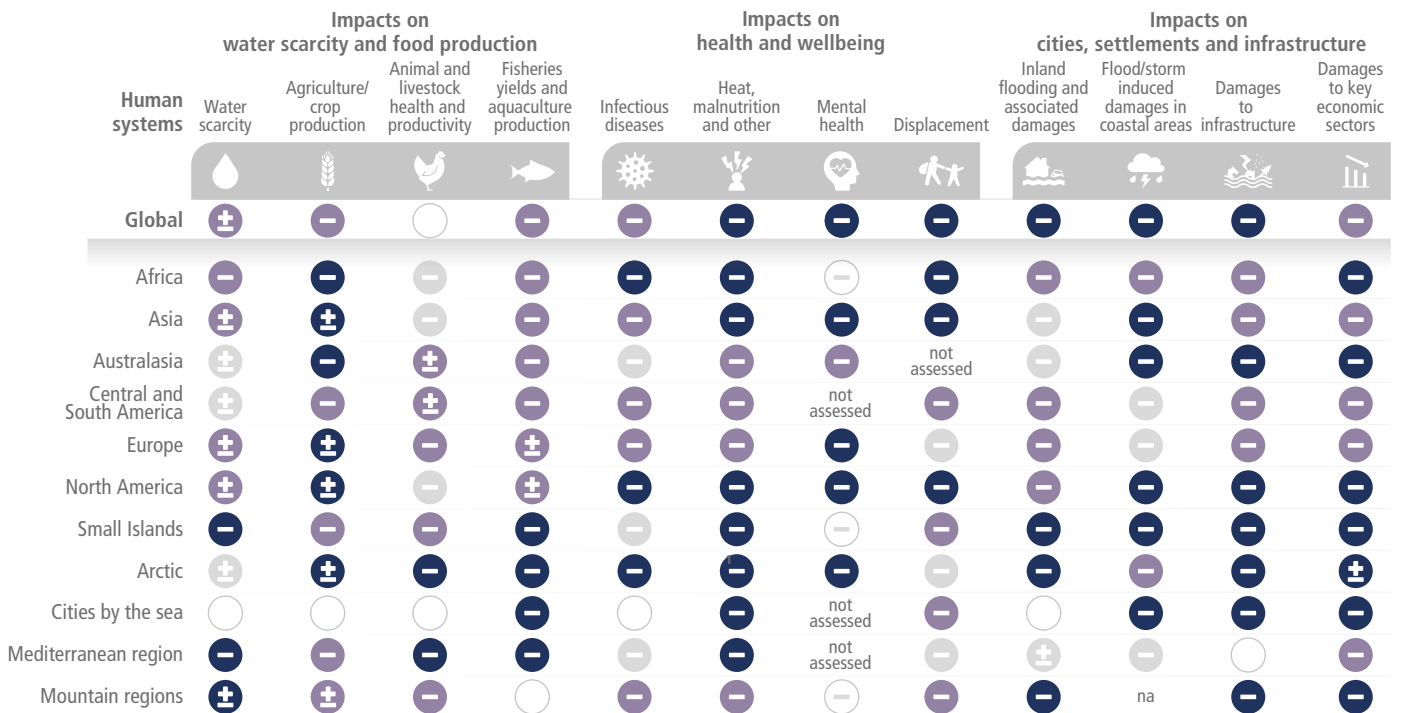 Impacts on
water scarcity and food production
Impacts on
health and wellbeing
Impacts on
cities, settlements and infrastructure
Human
systems
Water
scarcity
Agriculture/
crop
production
Animal and
livestock
health and
productivity
Fisheries
yields and
aquaculture
production
Infectious
diseases
Heat,
malnutrition
and other
Mental
health
Displacement
Inland
flooding and
associated
damages
Flood/storm
induced
damages in
coastal areas
Damages
to
infrastructure
Damages
to key
economic
sectors
Global ± − − − − − − − − − −
Africa − − − − − − − − − − − −
Asia ± ± − − − − − − − − − −
Australasia ± − ± − − − − not assessed − − − −
Central and
South America ± − ± − − − not assessed − − − − −
Europe ± ± − ± − − − − − − − −
North America ± ± − ± − − − − − − − −
Small Islands − − − − − − − − − − − −
Arctic ± ± − − − − − − − − − ±
Cities by the sea − − not assessed − − − −
Mediterranean region − − − − − − not assessed − ± − −
Mountain regions ± ± − − − − − − na − −